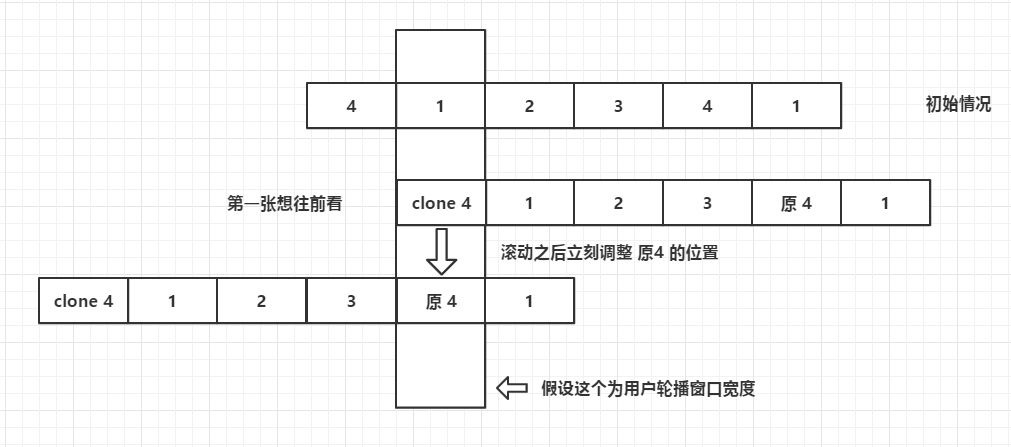 4 1 2 3 4 1
初始情况
第一张想往前看
clone 4 1 2 3 原 4 1
滚动之后立刻调整 原4 的位置
clone 4 1 2 3 原 4 1
假设这个为用户轮播窗口宽度